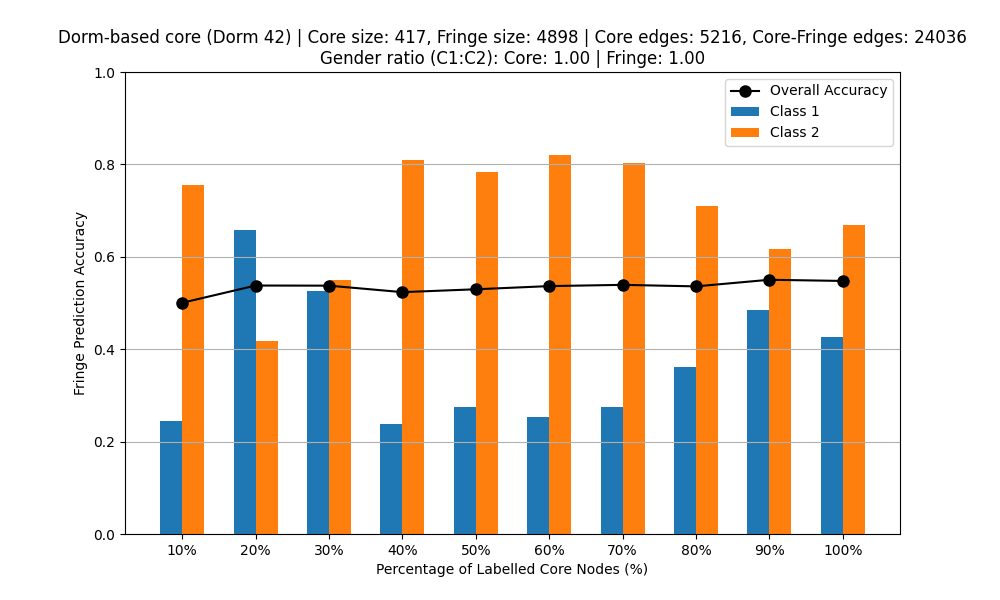 Dorm-based core (Dorm 42) | Core size: 417, Fringe size: 4898 | Core edges: 5216, Core-Fringe edges: 24036
Gender ratio (C1:C2): Core: 1.00 | Fringe: 1.00
Overall Accuracy
Class 1
Class 2
Fringe Prediction Accuracy
1.0
0.8
0.6
0.4
0.2
0.0
10% 20% 30% 40% 50% 60% 70% 80% 90% 100%
Percentage of Labelled Core Nodes (%)